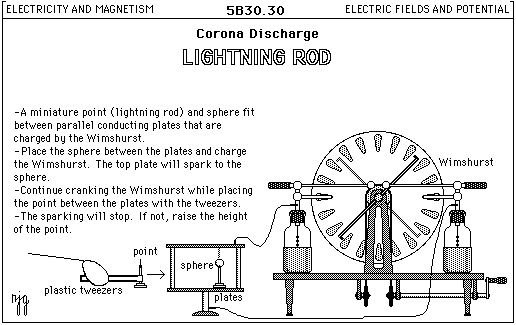 ELECTRICITY AND MAGNETISM 5B30.30 ELECTRIC FIELDS AND POTENTIAL
Corona Discharge
LIGHTNING ROD
-A miniature point (lightning rod) and sphere fit
between parallel conducting plates that are
charged by the Wimshurst.
-Place the sphere between the plates and charge
the Wimshurst. The top plate will spark to the
sphere.
-Continue cranking the Wimshurst while placing
the point between the plates with the tweezers.
-The sparking will stop. If not, raise the height
of the point.
Wimshurst
point
sphere
plastic tweezers
plates